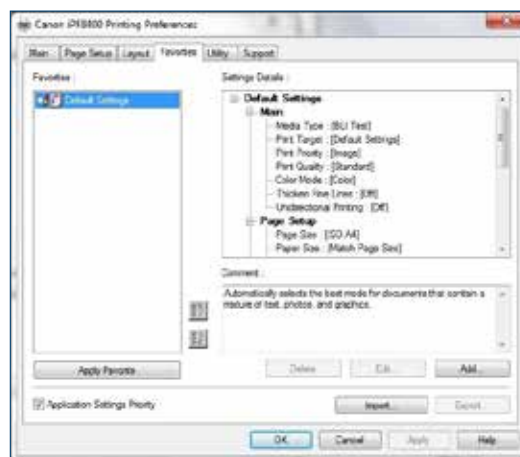 Canon iPF8400 Printing Preferences
Main Page Setup Layout Favorites Utility Support
Favorites :
Default Settings
Settings Details :
Default Settings
Main
Media Type : [BLI Test]
Print Target : [Default Settings]
Print Priority : [Image]
Print Quality : [Standard]
Color Mode : [Color]
Thicken Fine Lines : [Off]
Unidirectional Printing : [Off]
Page Setup
Page Size : [ISO A4]
Paper Size : [Match Page Size]
Comment :
Automatically selects the best mode for documents that contain a
mixture of text, photos, and graphics.
Apply Favorite
Delete Edit... Add...
Application Settings Priority
Import... Export...
OK Cancel Apply Help